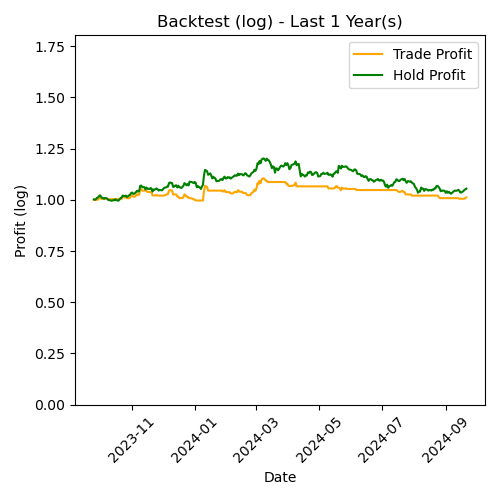 Backtest (log) - Last 1 Year(s)
Trade Profit
Hold Profit
Profit (log)
1.75
1.50
1.25
1.00
0.75
0.50
0.25
0.00
2023-11
2024-01
2024-03
2024-05
2024-07
2024-09
Date